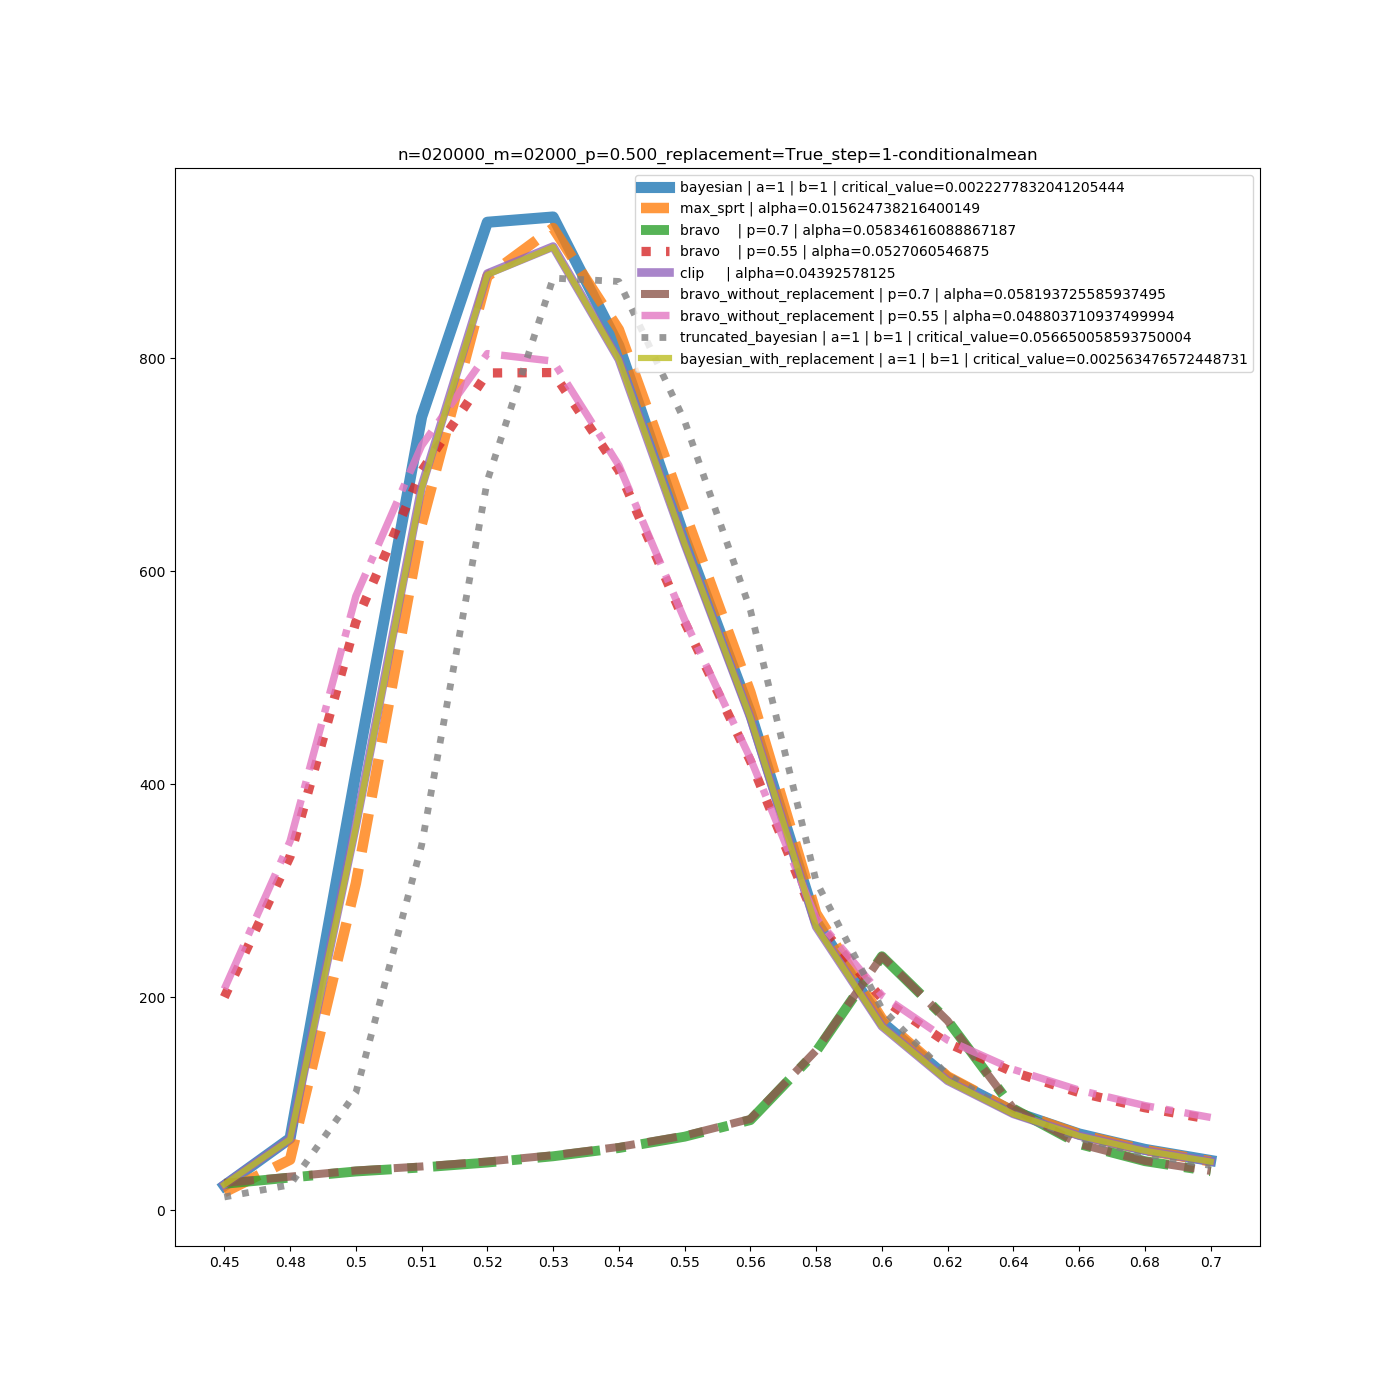 n=020000_m=02000_p=0.500_replacement=True_step=1-conditionalmean
bayesian | a=1 | b=1 | critical_value=0.0022277832041205444
max_sprt | alpha=0.015624738216400149
bravo | p=0.7 | alpha=0.05834616088867187
bravo | p=0.55 | alpha=0.0527060546875
clip | alpha=0.04392578125
bravo_without_replacement | p=0.7 | alpha=0.058193725585937495
bravo_without_replacement | p=0.55 | alpha=0.048803710937499994
truncated_bayesian | a=1 | b=1 | critical_value=0.056650058593750004
bayesian_with_replacement | a=1 | b=1 | critical_value=0.002563476572448731
800
600
400
200
0
0.45 0.48 0.5 0.51 0.52 0.53 0.54 0.55 0.56 0.58 0.6 0.62 0.64 0.66 0.68 0.7